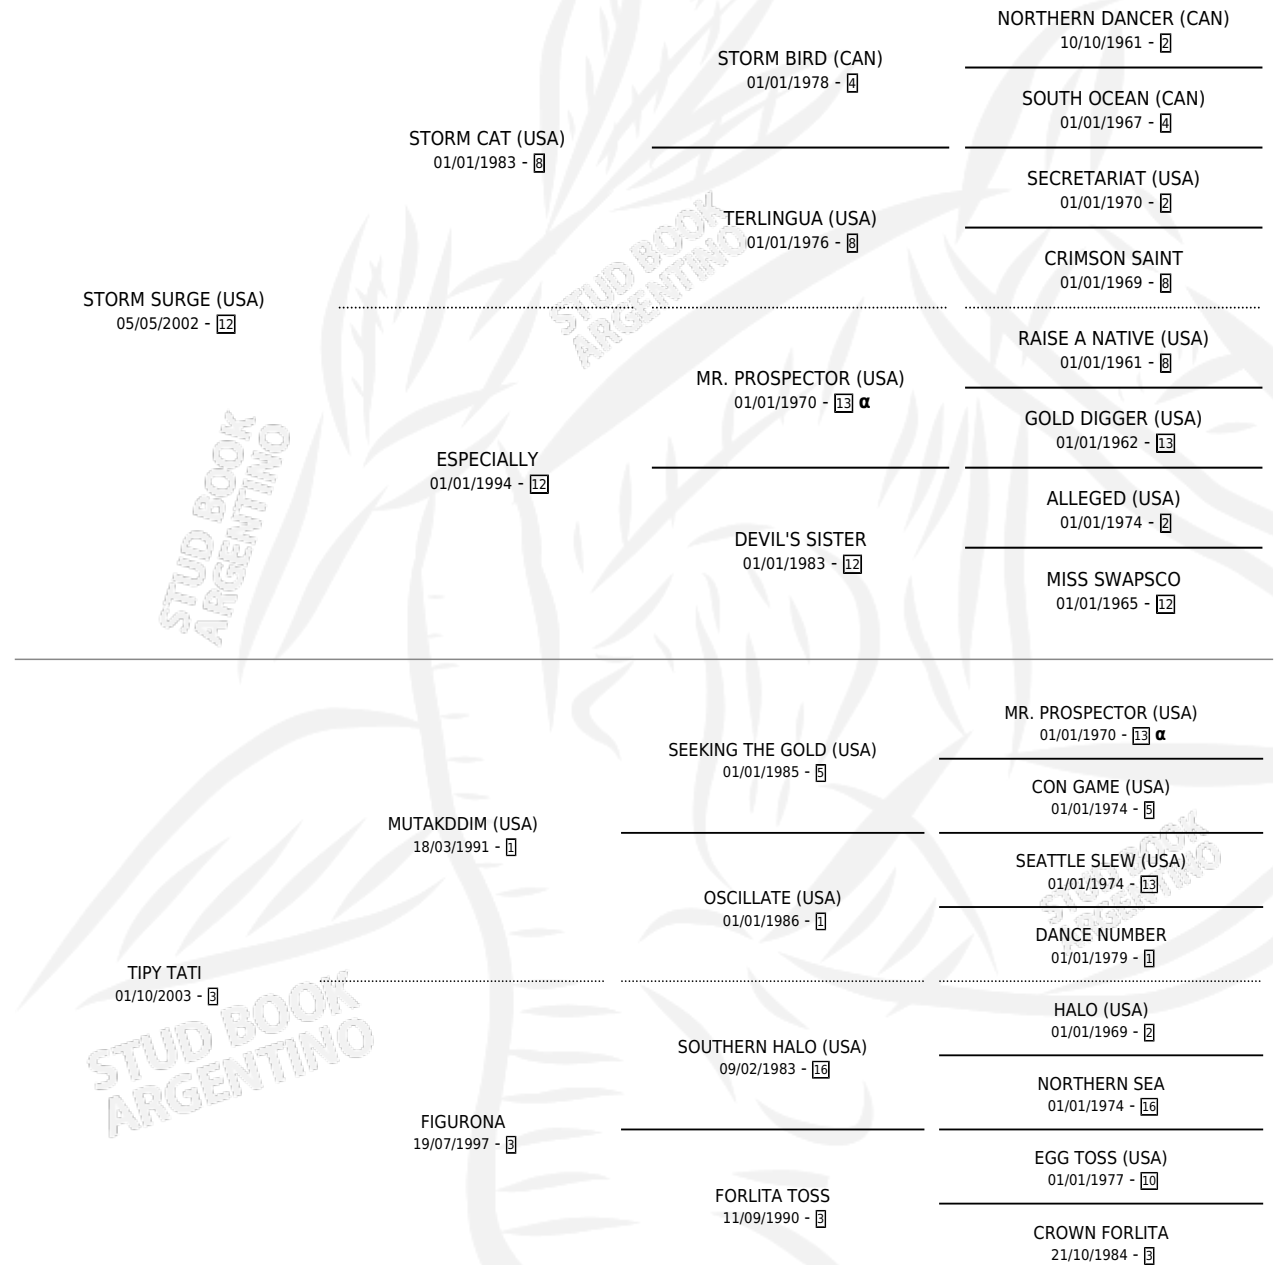 NORTHERN DANCER (CAN)
10/10/1961 - 2
STORM BIRD (CAN)
01/01/1978 - 4
SOUTH OCEAN (CAN)
01/01/1967 - 4
STORM CAT (USA)
01/01/1983 - 8
SECRETARIAT (USA)
01/01/1970 - 2
TERLINGUA (USA)
01/01/1976 - 8
CRIMSON SAINT
01/01/1969 - 8
STORM SURGE (USA)
05/05/2002 - 12
RAISE A NATIVE (USA)
01/01/1961 - 8
MR. PROSPECTOR (USA)
01/01/1970 - 13 α
GOLD DIGGER (USA)
01/01/1962 - 13
ESPECIALLY
01/01/1994 - 12
ALLEGED (USA)
01/01/1974 - 2
DEVIL'S SISTER
01/01/1983 - 12
MISS SWAPSCO
01/01/1965 - 12
MR. PROSPECTOR (USA)
01/01/1970 - 13 α
SEEKING THE GOLD (USA)
01/01/1985 - 5
CON GAME (USA)
01/01/1974 - 5
MUTAKDDIM (USA)
18/03/1991 - 1
SEATTLE SLEW (USA)
01/01/1974 - 13
OSCILLATE (USA)
01/01/1986 - 1
DANCE NUMBER
01/01/1979 - 1
TIPY TATI
01/10/2003 - 3
HALO (USA)
01/01/1969 - 2
SOUTHERN HALO (USA)
09/02/1983 - 16
NORTHERN SEA
01/01/1974 - 16
FIGURONA
19/07/1997 - 3
EGG TOSS (USA)
01/01/1977 - 10
FORLITA TOSS
11/09/1990 - 3
CROWN FORLITA
21/10/1984 - 3
STUD BOOK
ARGENTINO
STUD BOOK
ARGENTINO
STUD BOOK
ARGENTINO
STUD BOOK
ARGENTINO